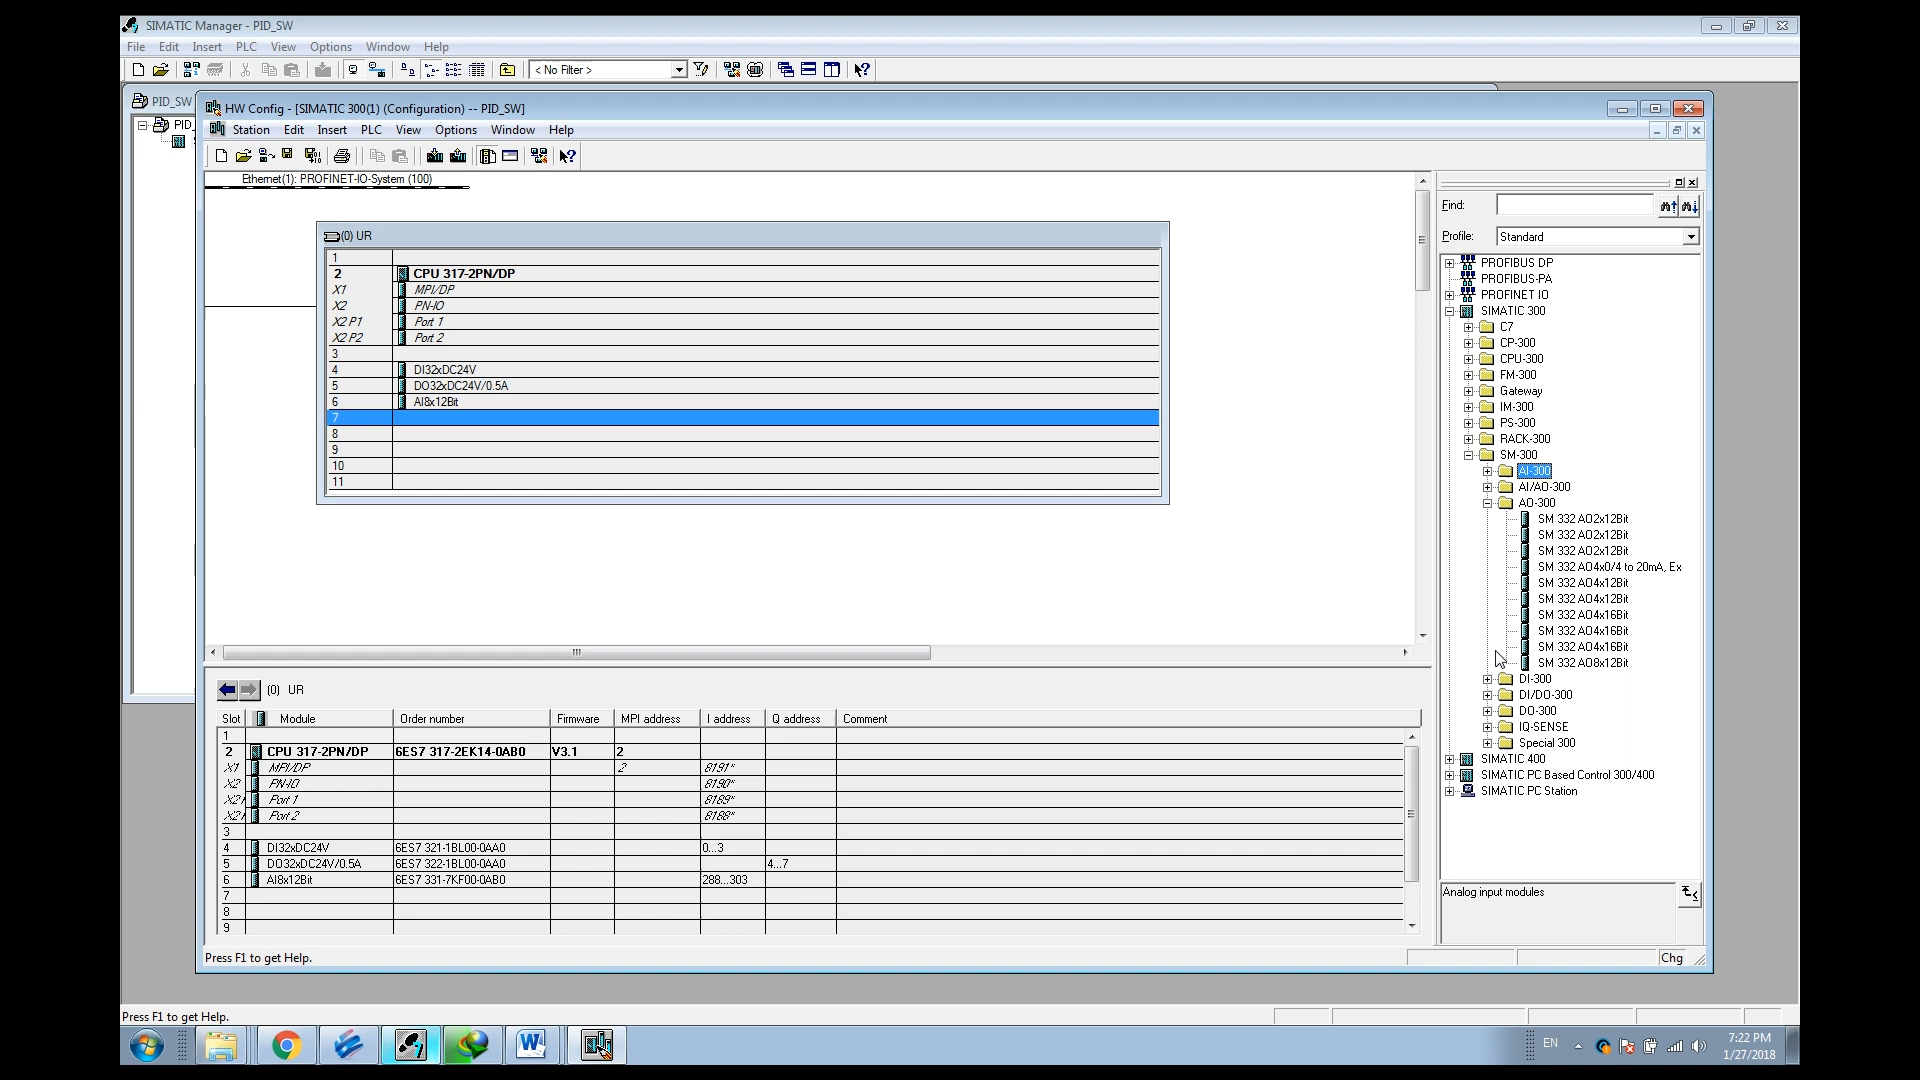 SIMATIC Manager - PID_SW
File Edit Insert PLC View Options Window Help
< No Filter >
PID_SW
PID_
HW Config - [SIMATIC 300(1) (Configuration) -- PID_SW]
Station Edit Insert PLC View Options Window Help
Ethernet(1): PROFINET-IO-System (100)
(0) UR
1
2 CPU 317-2PN/DP
X1 MPI/DP
X2 PN-IO
X2 P1 Port 1
X2 P2 Port 2
3
4 DI32xDC24V
5 DO32xDC24V/0.5A
6 AI8x12Bit
7
8
9
10
11
Find:
Profile: Standard
PROFIBUS DP
PROFIBUS-PA
PROFINET IO
SIMATIC 300
C7
CP-300
CPU-300
FM-300
Gateway
IM-300
PS-300
RACK-300
SM-300
AI-300
AI/AO-300
AO-300
SM 332 AO2x12Bit
SM 332 AO2x12Bit
SM 332 AO2x12Bit
SM 332 AO4x0/4 to 20mA, Ex
SM 332 AO4x12Bit
SM 332 AO4x12Bit
SM 332 AO4x16Bit
SM 332 AO4x16Bit
SM 332 AO4x16Bit
SM 332 AO8x12Bit
DI-300
DI/DO-300
DO-300
IQ-SENSE
Special 300
SIMATIC 400
SIMATIC PC Based Control 300/400
SIMATIC PC Station
Analog input modules
(0) UR
Slot Module Order number Firmware MPI address I address Q address Comment
1
2 CPU 317-2PN/DP 6ES7 317-2EK14-0AB0 V3.1 2
X1 MPI/DP 2 8191*
X2 PN-IO 8190*
X2 Port 1 8189*
X2 Port 2 8188*
3
4 DI32xDC24V 6ES7 321-1BL00-0AA0 0...3
5 DO32xDC24V/0.5A 6ES7 322-1BL00-0AA0 4...7
6 AI8x12Bit 6ES7 331-7KF00-0AB0 288...303
7
8
9
Press F1 to get Help.
Chg
Press F1 to get Help.
EN
7:22 PM
1/27/2018